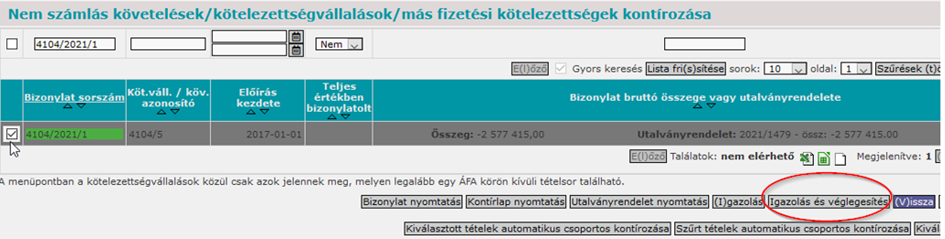 Nem számlás követelések/kötelezettségvállalások/más fizetési kötelezettségek kontírozása
4104/2021/1 Nem
E(l)őző Gyors keresés Lista fri(s)sítése sorok: 10 oldal: 1 Szűrések (t)ö
Bizonylat sorszám Köt.váll. / köv. azonosító Előírás kezdete Teljes értékben bizonylatolt Bizonylat bruttó összege vagy utalványrendelete
4104/2021/1 4104/5 2017-01-01 Összeg: -2 577 415,00 Utalványrendelet: 2021/1479 - össz: -2 577 415,00
E(l)őző Találatok: nem elérhető Megjelenítve: 1
A menüpontban a kötelezettségvállalások közül csak azok jelennek meg, melyen legalább egy ÁFA körön kívüli tételsor található.
Bizonylat nyomtatás Kontírlap nyomtatás Utalványrendelet nyomtatás (I)gazolás Igazolás és véglegesítés (V)issza
Kiválasztott tételek automatikus csoportos kontírozása Szűrt tételek automatikus csoportos kontírozása Kivál